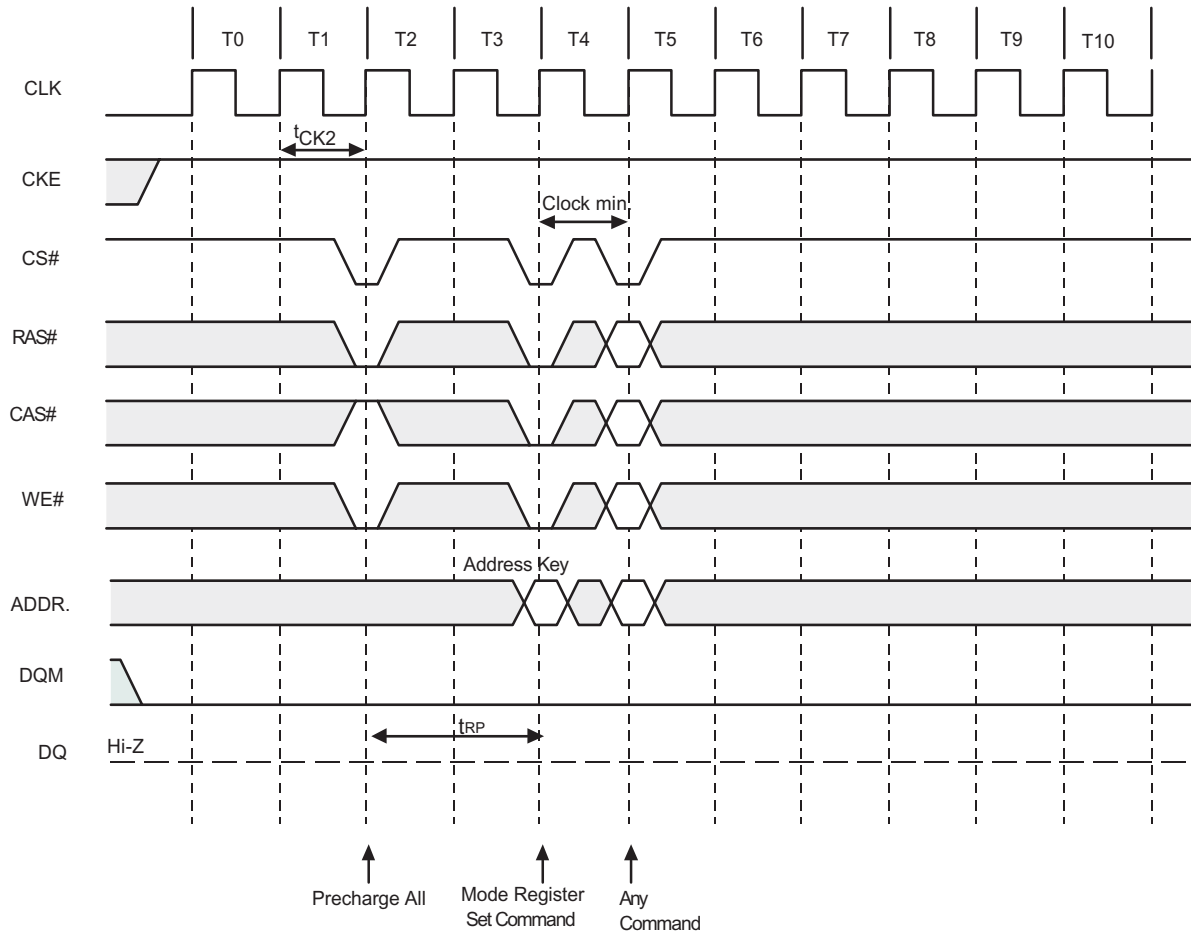 T0 T1 T2 T3 T4 T5 T6 T7 T8 T9 T10
CLK
tCK2
CKE
Clock min.
CS#
RAS#
CAS#
WE#
Address Key
ADDR.
DQM
tRP
DQ Hi-Z
Precharge All
Mode Register
Set Command
Any
Command